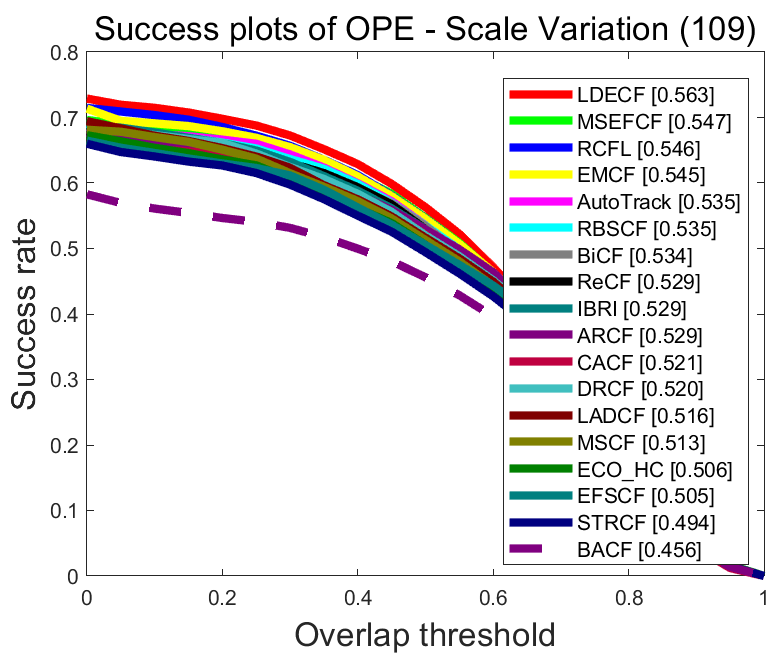 Success plots of OPE - Scale Variation (109)
0.8
0.7
0.6
0.5
0.4
0.3
0.2
0.1
0
Success rate
LDECF [0.563]
MSEFCF [0.547]
RCFL [0.546]
EMCF [0.545]
AutoTrack [0.535]
RBSCF [0.535]
BiCF [0.534]
ReCF [0.529]
IBRI [0.529]
ARCF [0.529]
CACF [0.521]
DRCF [0.520]
LADCF [0.516]
MSCF [0.513]
ECO_HC [0.506]
EFSCF [0.505]
STRCF [0.494]
BACF [0.456]
0 0.2 0.4 0.6 0.8 1
Overlap threshold